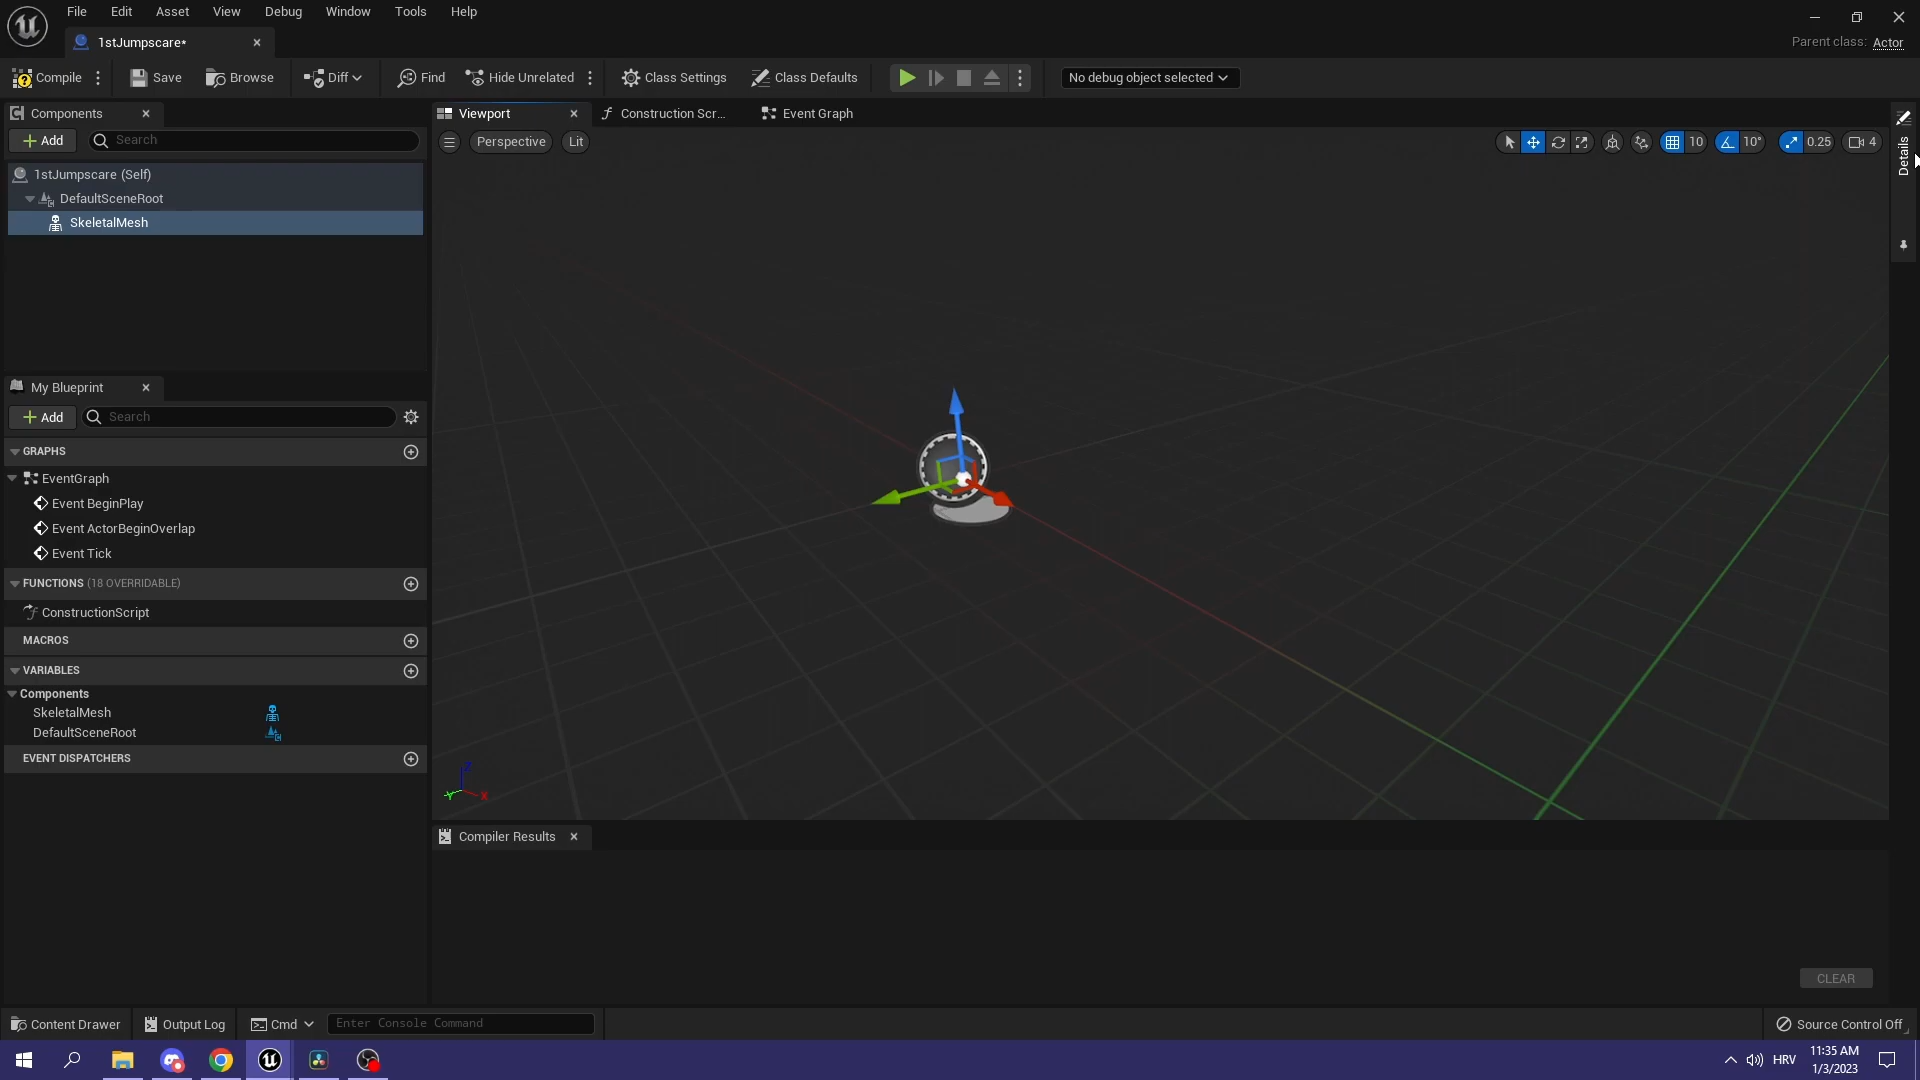 File Edit Asset View Debug Window Tools Help
1stJumpscare*
Parent class: Actor
Compile Save Browse Diff Find Hide Unrelated Class Settings Class Defaults No debug object selected
Components
Viewport Construction Scr... Event Graph
Add Search
Perspective Lit
10 10° 0.25 4
Details
1stJumpscare (Self)
DefaultSceneRoot
SkeletalMesh
My Blueprint
Add Search
GRAPHS
EventGraph
Event BeginPlay
Event ActorBeginOverlap
Event Tick
FUNCTIONS (18 OVERRIDABLE)
ConstructionScript
MACROS
VARIABLES
Components
SkeletalMesh
DefaultSceneRoot
EVENT DISPATCHERS
Z
Y X
Compiler Results
CLEAR
Content Drawer Output Log Cmd Enter Console Command Source Control Off
HRV 11:35 AM
1/3/2023